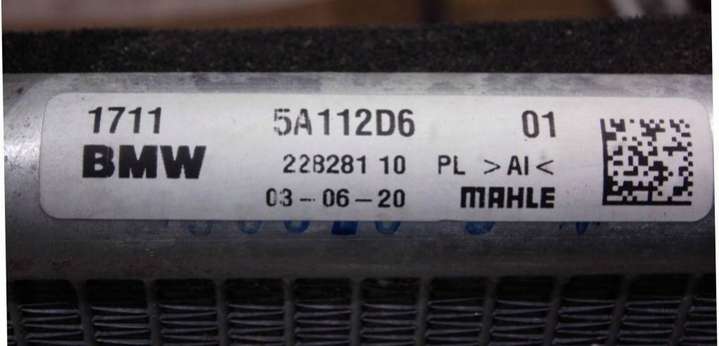 1711 5A112D6 01
BMW 228281 10 PL >Al<
03-06-20 MAHLE